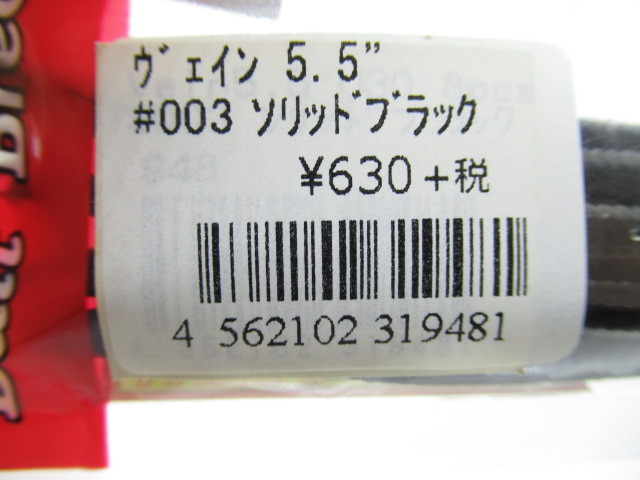 ヴェイン 5.5”
#003 ソリッドブラック
¥630+税
4 562102 319481